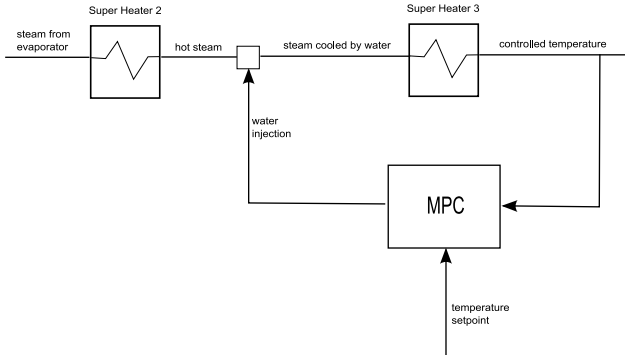 Super Heater 2
Super Heater 3
steam from
evaporator
hot steam
steam cooled by water
controlled temperature
water
injection
MPC
temperature
setpoint